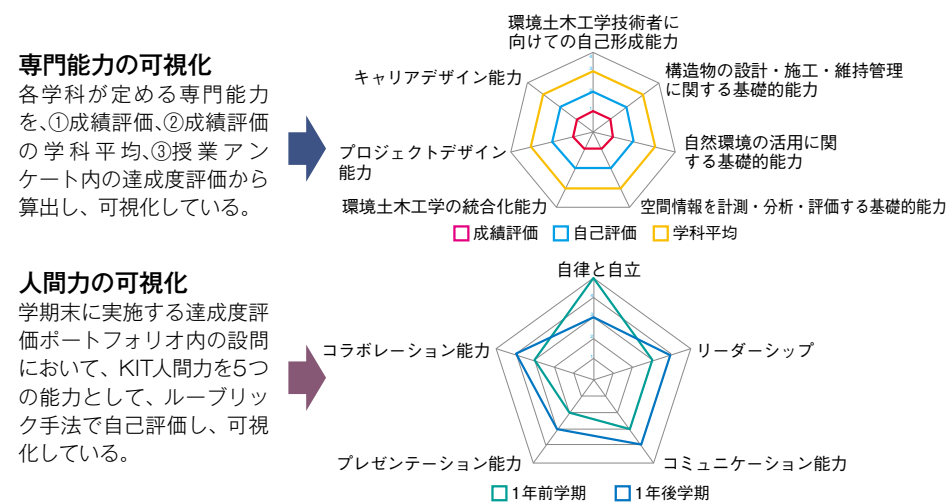 専門能力の可視化
各学科が定める専門能力
を、①成績評価、②成績評価
の学科平均、③授業アン
ケート内の達成度評価から
算出し、可視化している。
環境土木工学技術者に
向けての自己形成能力
構造物の設計・施工・維持管理
に関する基礎的能力
自然環境の活用に関
する基礎的能力
空間情報を計測・分析・評価する基礎的能力
環境土木工学の統合化能力
プロジェクトデザイン
能力
キャリアデザイン能力
成績評価 自己評価 学科平均
人間力の可視化
学期末に実施する達成度評
価ポートフォリオ内の設問
において、KIT人間力を5つ
の能力として、ルーブリッ
ク手法で自己評価し、可視
化している。
自律と自立
リーダーシップ
コミュニケーション能力
プレゼンテーション能力
コラボレーション能力
1年前学期 1年後学期